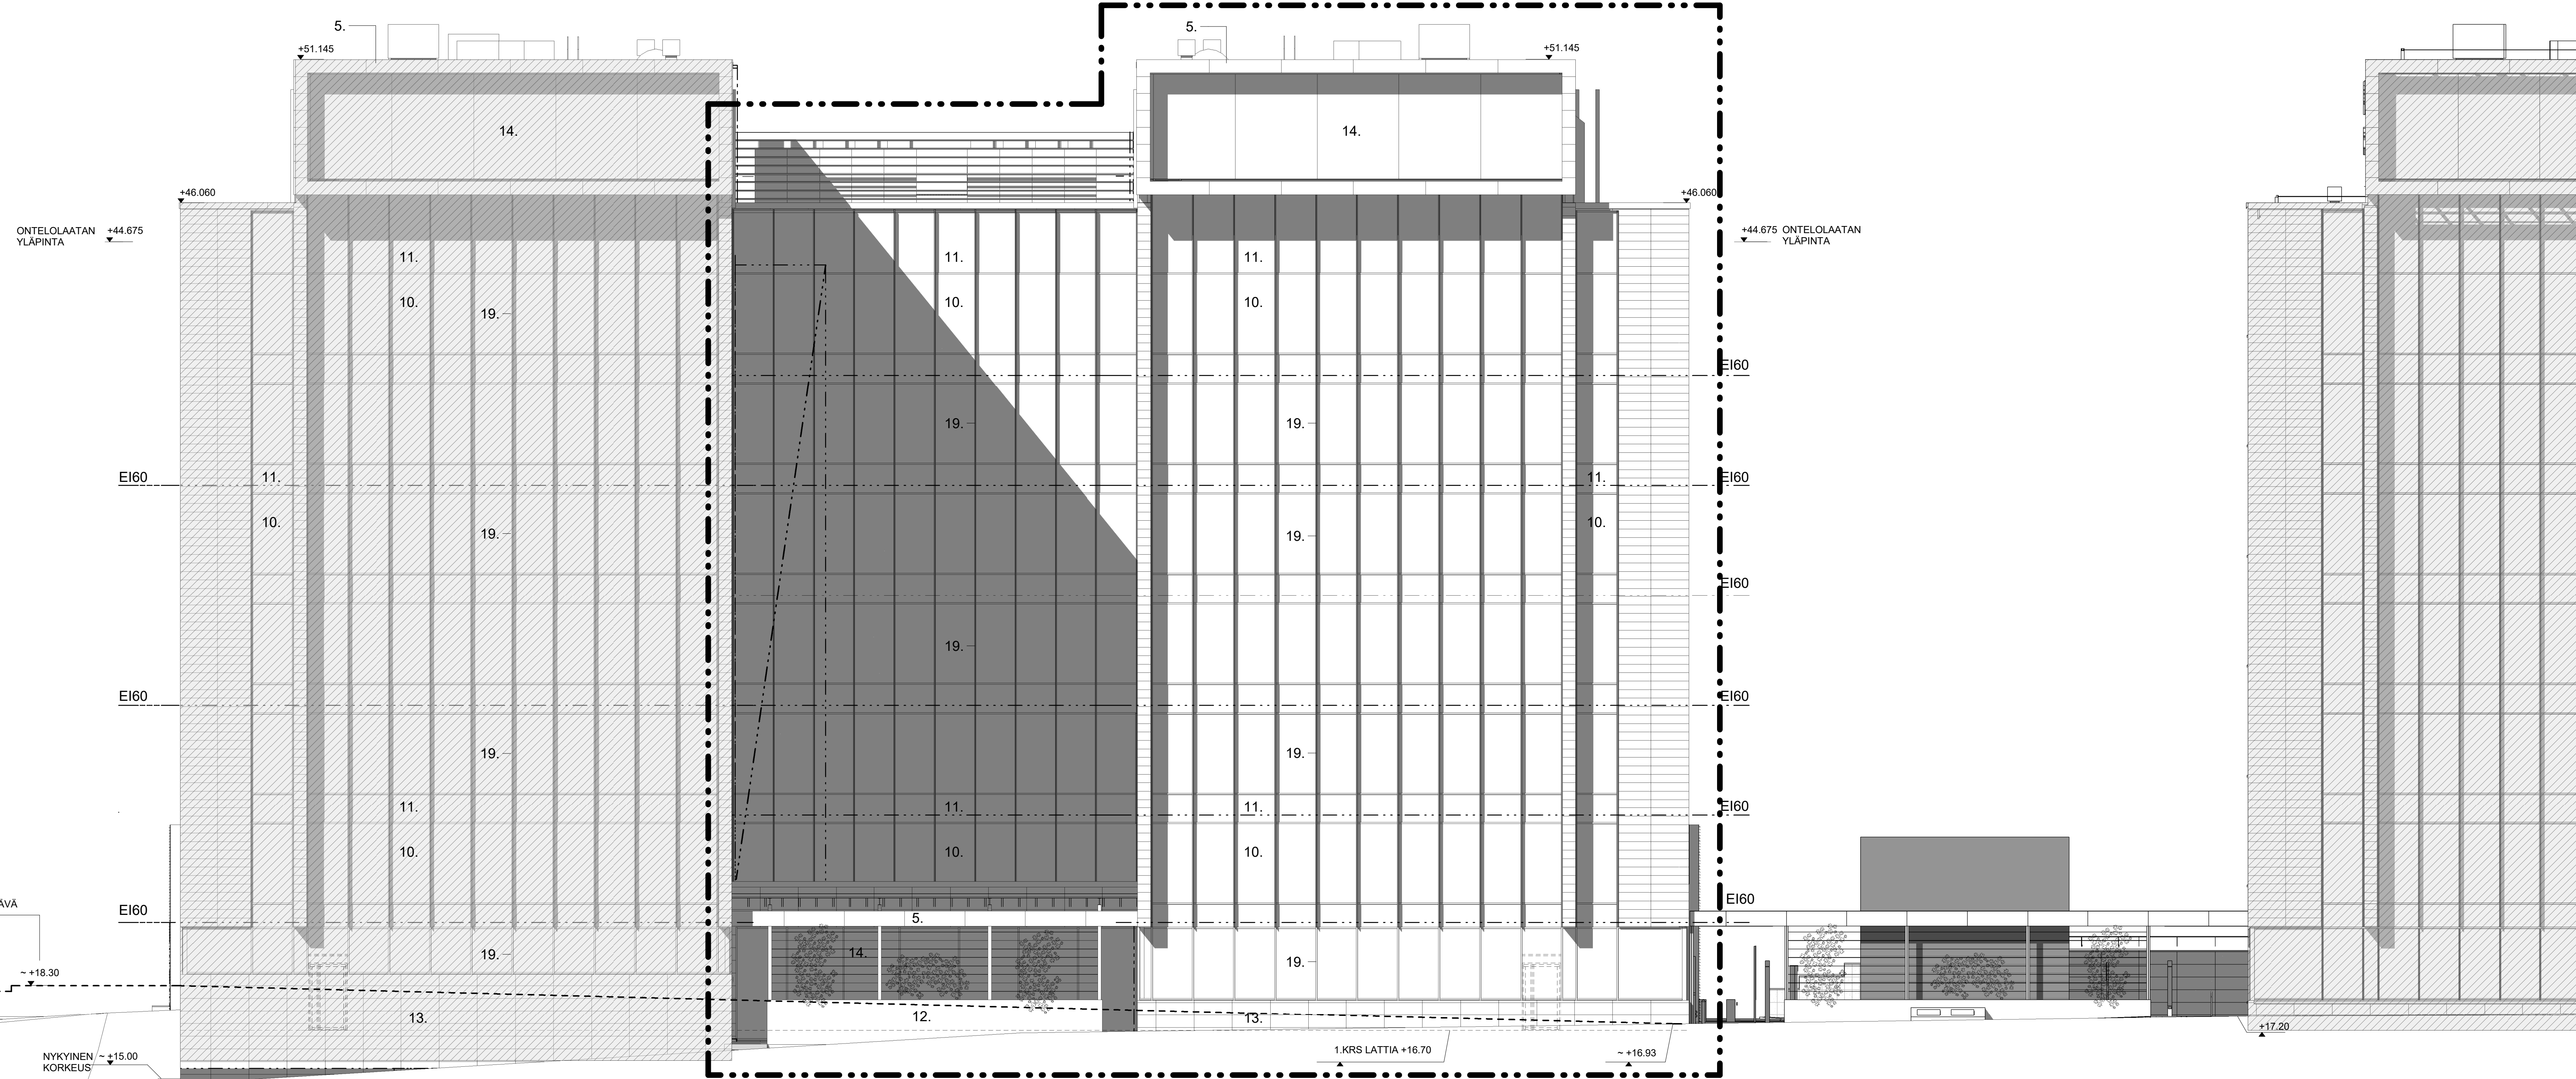 5.
5.
+51.145
+51.145
14.
14.
+46.060
+46.060
ONTELOLAATAN
YLÄPINTA
+44.675
+44.675 ONTELOLAATAN
YLÄPINTA
11.
11.
11.
10.
10.
10.
19.
EI60
19.
19.
EI60
11.
11.
EI60
10.
10.
19.
19.
EI60
19.
EI60
EI60
19.
19.
11.
11.
11.
EI60
10.
10.
10.
ÄVÄ
EI60
5.
EI60
19.
14.
19.
~ +18.30
13.
12.
13.
+17.20
NYKYINEN
KORKEUS
~ +15.00
1.KRS LATTIA +16.70
~ +16.93